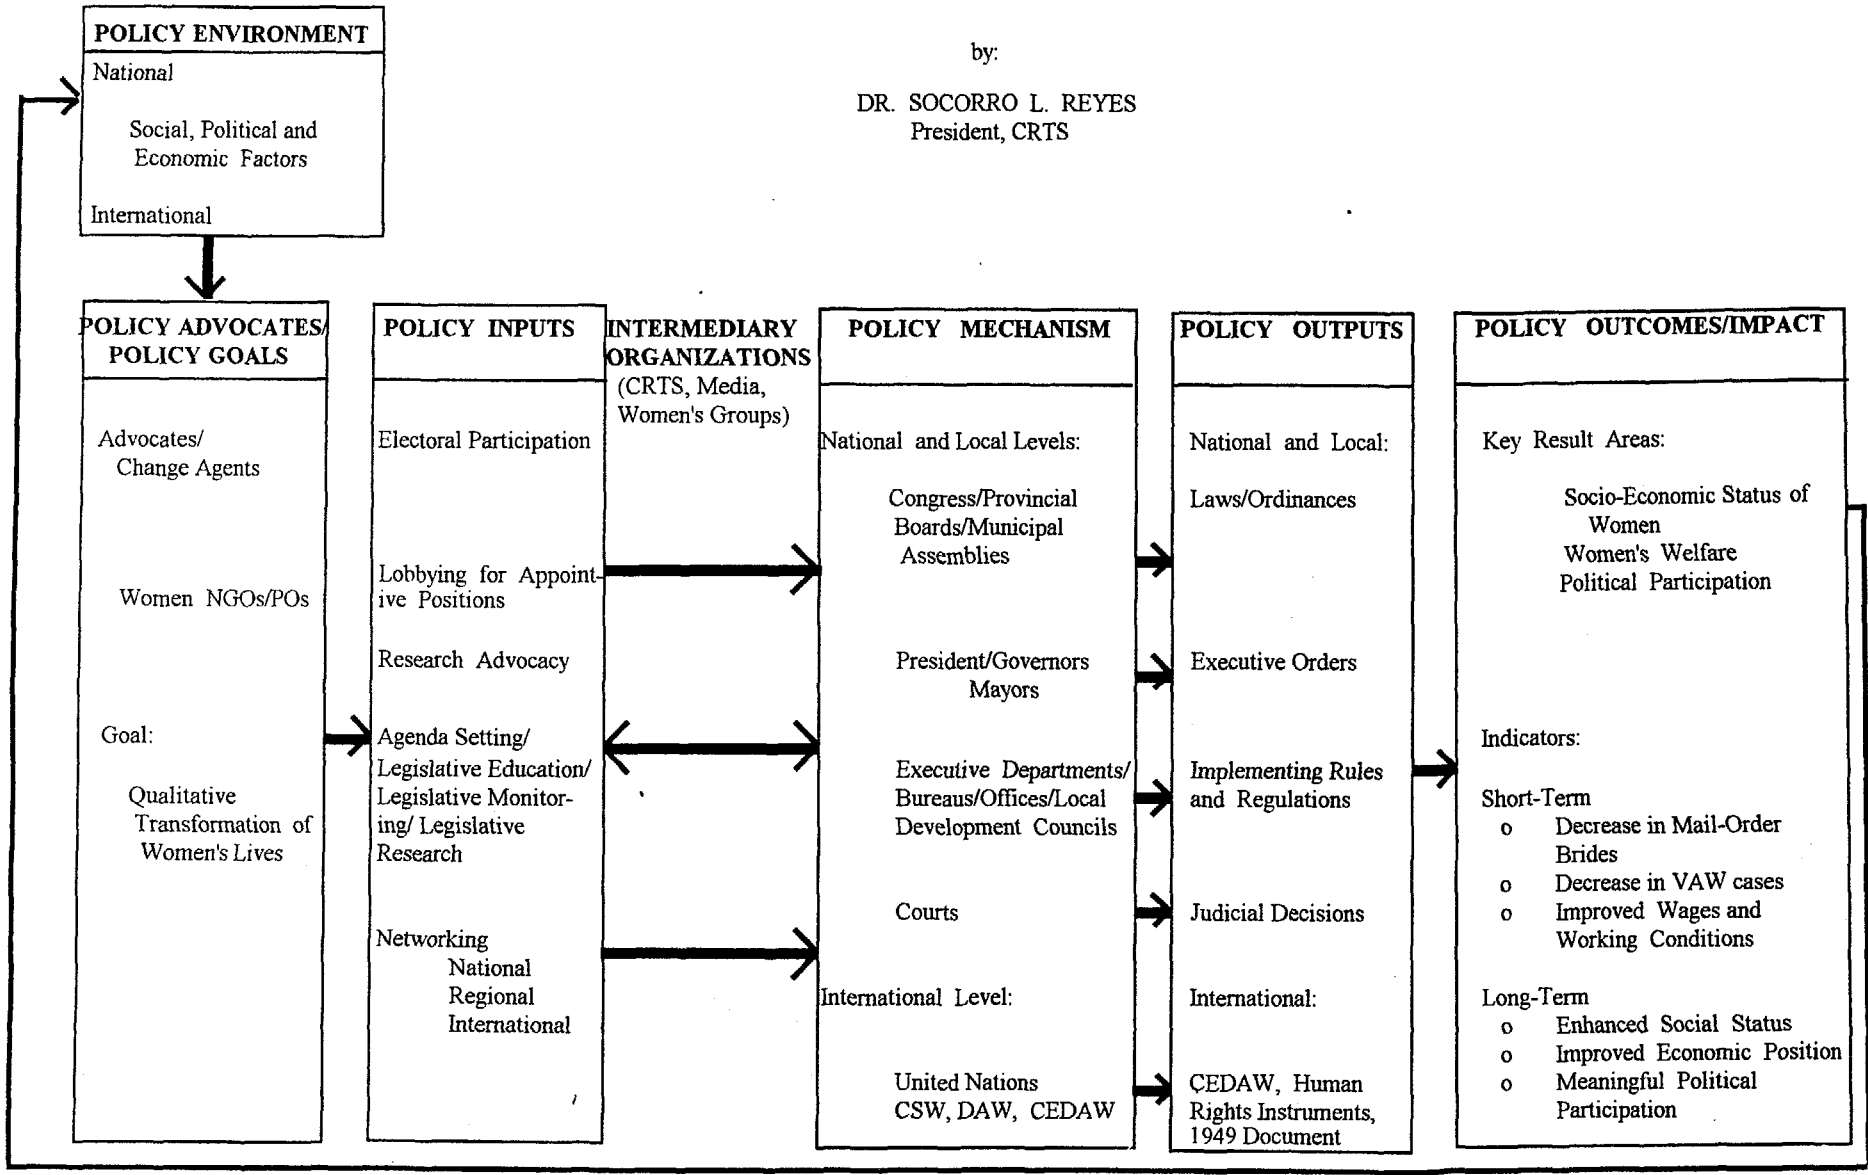 POLICY ENVIRONMENT
National
Social, Political and
Economic Factors
International
by:
DR. SOCORRO L. REYES
President, CRTS
POLICY ADVOCATES/
POLICY GOALS
Advocates/
Change Agents
Women NGOs/POs
Goal:
Qualitative
Transformation of
Women's Lives
POLICY INPUTS
Electoral Participation
Lobbying for Appoint-
ive Positions
Research Advocacy
Agenda Setting/
Legislative Education/
Legislative Monitor-
ing/ Legislative
Research
Networking
National
Regional
International
INTERMEDIARY
ORGANIZATIONS
(CRTS, Media,
Women's Groups)
POLICY MECHANISM
National and Local Levels:
Congress/Provincial
Boards/Municipal
Assemblies
President/Governors
Mayors
Executive Departments/
Bureaus/Offices/Local
Development Councils
Courts
International Level:
United Nations
CSW, DAW, CEDAW
POLICY OUTPUTS
National and Local:
Laws/Ordinances
Executive Orders
Implementing Rules
and Regulations
Judicial Decisions
International:
CEDAW, Human
Rights Instruments,
1949 Document
POLICY OUTCOMES/IMPACT
Key Result Areas:
Socio-Economic Status of
Women
Women's Welfare
Political Participation
Indicators:
Short-Term
o Decrease in Mail-Order
Brides
o Decrease in VAW cases
o Improved Wages and
Working Conditions
Long-Term
o Enhanced Social Status
o Improved Economic Position
o Meaningful Political
Participation